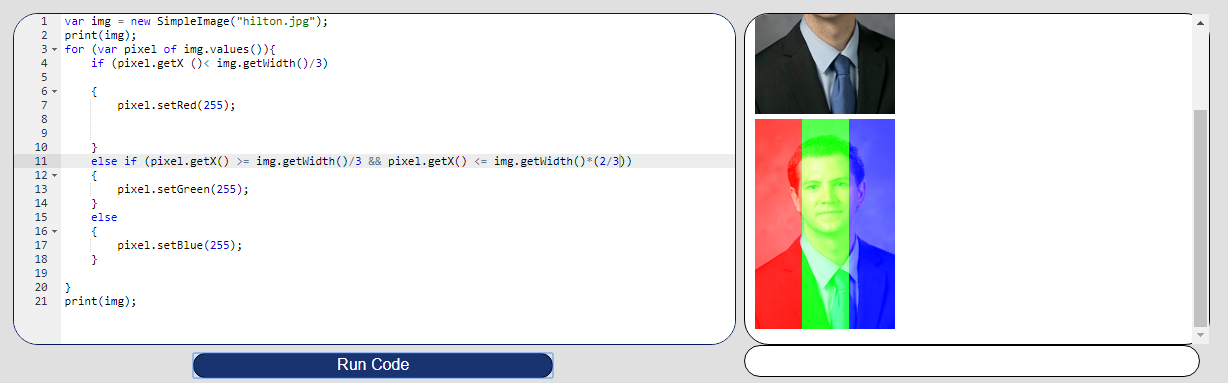 1 var img = new SimpleImage("hilton.jpg");
2 print(img);
3 for (var pixel of img.values()){
4 if (pixel.getX ()< img.getWidth()/3)
5
6 {
7 pixel.setRed(255);
8
9
10 }
11 else if (pixel.getX() >= img.getWidth()/3 && pixel.getX() <= img.getWidth()*(2/3))
12 {
13 pixel.setGreen(255);
14 }
15 else
16 {
17 pixel.setBlue(255);
18 }
19
20 }
21 print(img);
Run Code